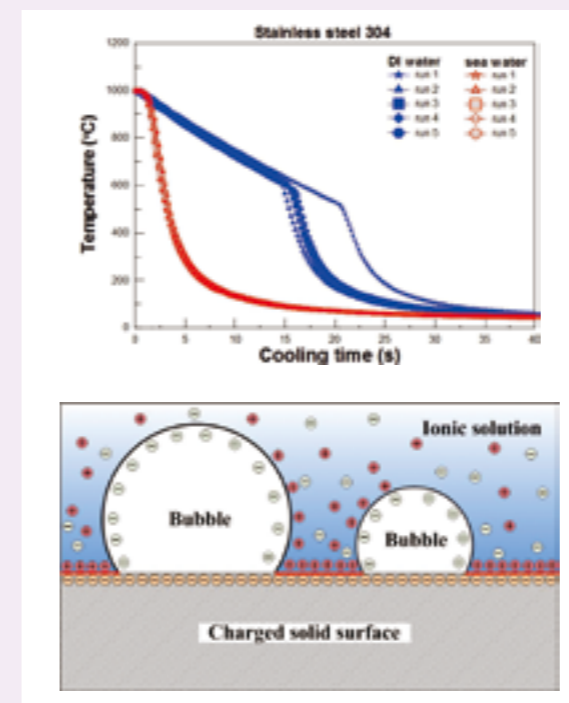 Stainless steel 304
1200
1000
800
600
400
200
0
Temperature (°C)
DI water
run 1
run 2
run 3
run 4
run 5
sea water
run 1
run 2
run 3
run 4
run 5
0 5 10 15 20 25 30 35 40
Cooling time (s)
Ionic solution
Bubble
Bubble
Charged solid surface